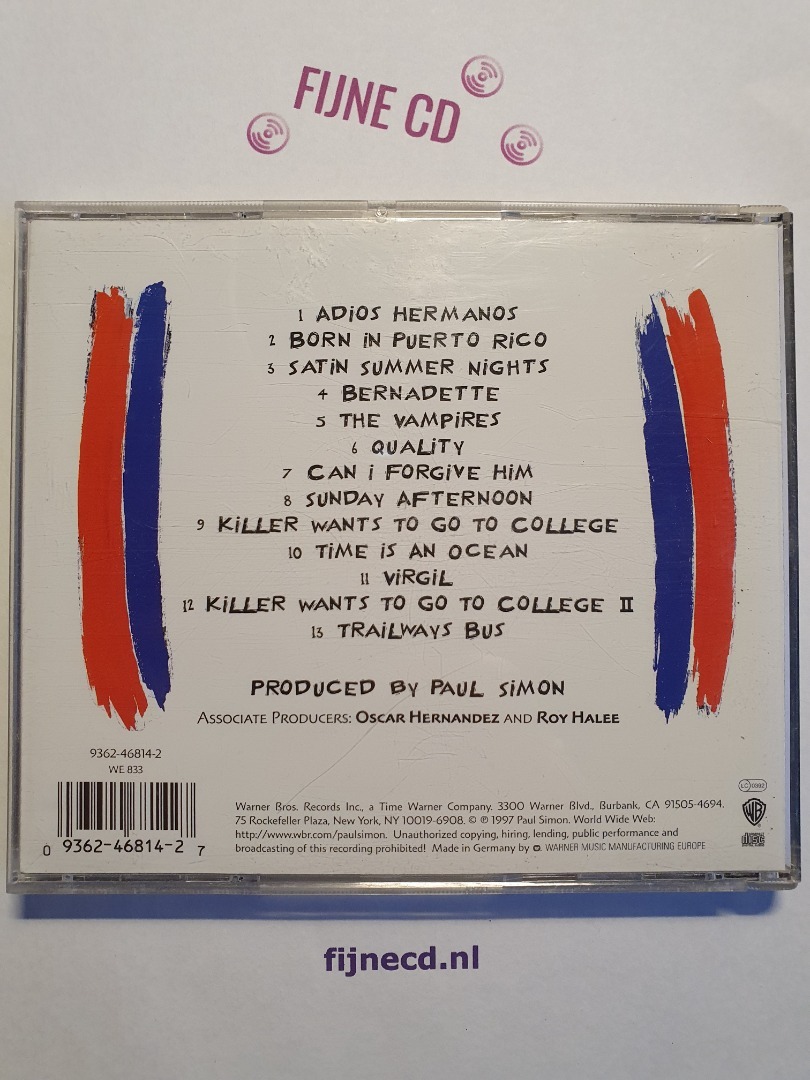 FIJNE CD
1 ADIOS HERMANOS
2 BORN IN PUERTO RICO
3 SATIN SUMMER NIGHTS
4 BERNADETTE
5 THE VAMPIRES
6 QUALITY
7 CAN I FORGIVE HIM
8 SUNDAY AFTERNOON
9 KILLER WANTS TO GO TO COLLEGE
10 TIME IS AN OCEAN
11 VIRGIL
12 KILLER WANTS TO GO TO COLLEGE II
13 TRAILWAYS BUS
PRODUCED BY PAUL SIMON
ASSOCIATE PRODUCERS: OSCAR HERNANDEZ AND ROY HALEE
9362-46814-2
WE 833
0 9362-46814-2 7
Warner Bros. Records Inc., a Time Warner Company. 3300 Warner Blvd., Burbank, CA 91505-4694.
75 Rockefeller Plaza, New York, NY 10019-6908. © ℗ 1997 Paul Simon. World Wide Web:
http://www.wbr.com/paulsimon. Unauthorized copying, hiring, lending, public performance and
broadcasting of this recording prohibited! Made in Germany by WARNER MUSIC MANUFACTURING EUROPE
LC 0392
WB
fijnecd.nl